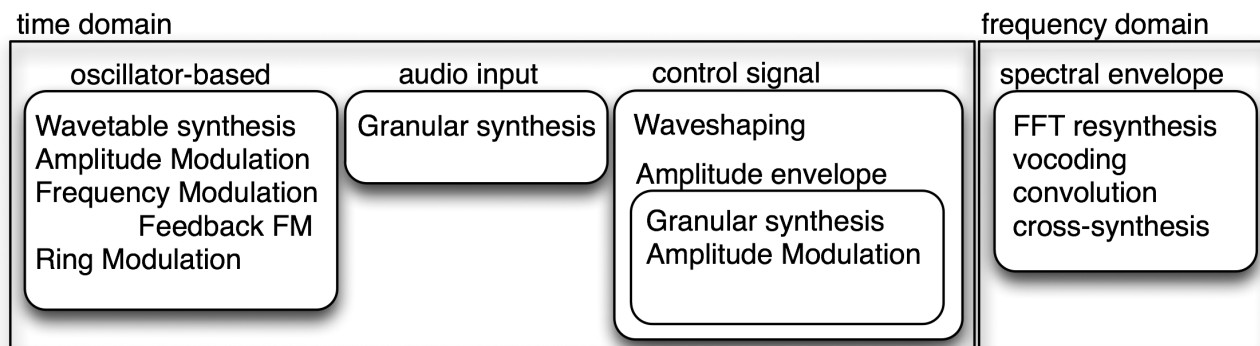 time domain
frequency domain
oscillator-based
audio input
control signal
spectral envelope
Wavetable synthesis
Amplitude Modulation
Frequency Modulation
Feedback FM
Ring Modulation
Granular synthesis
Waveshaping
Amplitude envelope
Granular synthesis
Amplitude Modulation
FFT resynthesis
vocoding
convolution
cross-synthesis